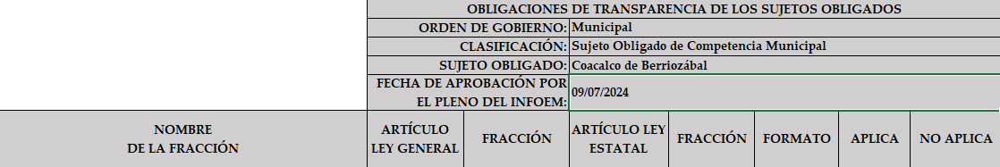 OBLIGACIONES DE TRANSPARENCIA DE LOS SUJETOS OBLIGADOS
ORDEN DE GOBIERNO: Municipal
CLASIFICACIÓN: Sujeto Obligado de Competencia Municipal
SUJETO OBLIGADO: Coacalco de Berriozábal
FECHA DE APROBACIÓN POR
EL PLENO DEL INFOEM: 09/07/2024
NOMBRE
DE LA FRACCIÓN
ARTÍCULO
LEY GENERAL
FRACCIÓN
ARTÍCULO LEY
ESTATAL
FRACCIÓN
FORMATO
APLICA
NO APLICA